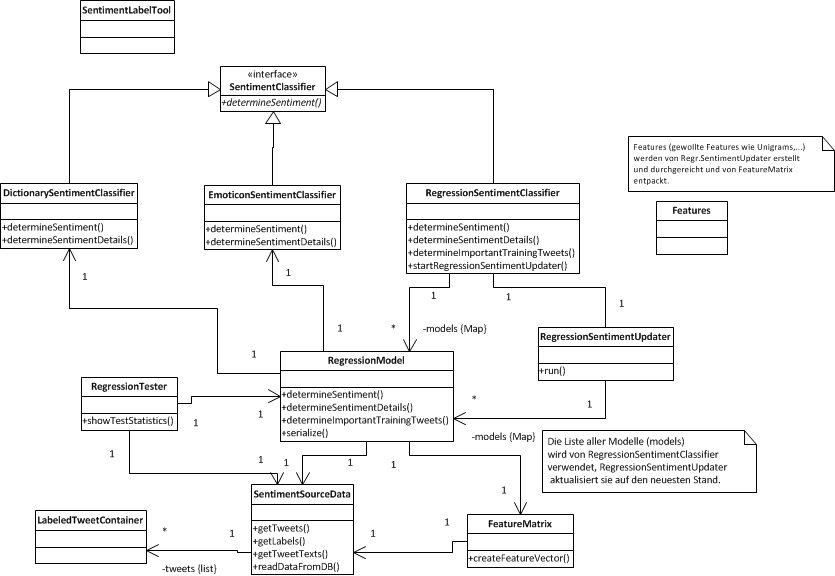 SentimentLabelTool
«interface»
SentimentClassifier
+determineSentiment()
Features (gewollte Features wie Unigrams,...)
werden von Regr.SentimentUpdater erstellt
und durchgereicht und von FeatureMatrix
entpackt.
DictionarySentimentClassifier
+determineSentiment()
+determineSentimentDetails()
EmoticonSentimentClassifier
+determineSentiment()
+determineSentimentDetails()
RegressionSentimentClassifier
+determineSentiment()
+determineSentimentDetails()
+determineImportantTrainingTweets()
+startRegressionSentimentUpdater()
Features
1
1
1
1
1
1
*
-models {Map}
1
RegressionSentimentUpdater
+run()
1
RegressionModel
+determineSentiment()
+determineSentimentDetails()
+determineImportantTrainingTweets()
+serialize()
RegressionTester
+showTestStatistics()
1
1
*
1
-models {Map}
Die Liste aller Modelle (models)
wird von RegressionSentimentClassifier
verwendet, RegressionSentimentUpdater
aktualisiert sie auf den neuesten Stand.
1
1
1
1
1
1
SentimentSourceData
+getTweets()
+getLabels()
+getTweetTexts()
+readDataFromDB()
LabeledTweetContainer
*
1
-tweets {list}
1
1
FeatureMatrix
+createFeatureVector()